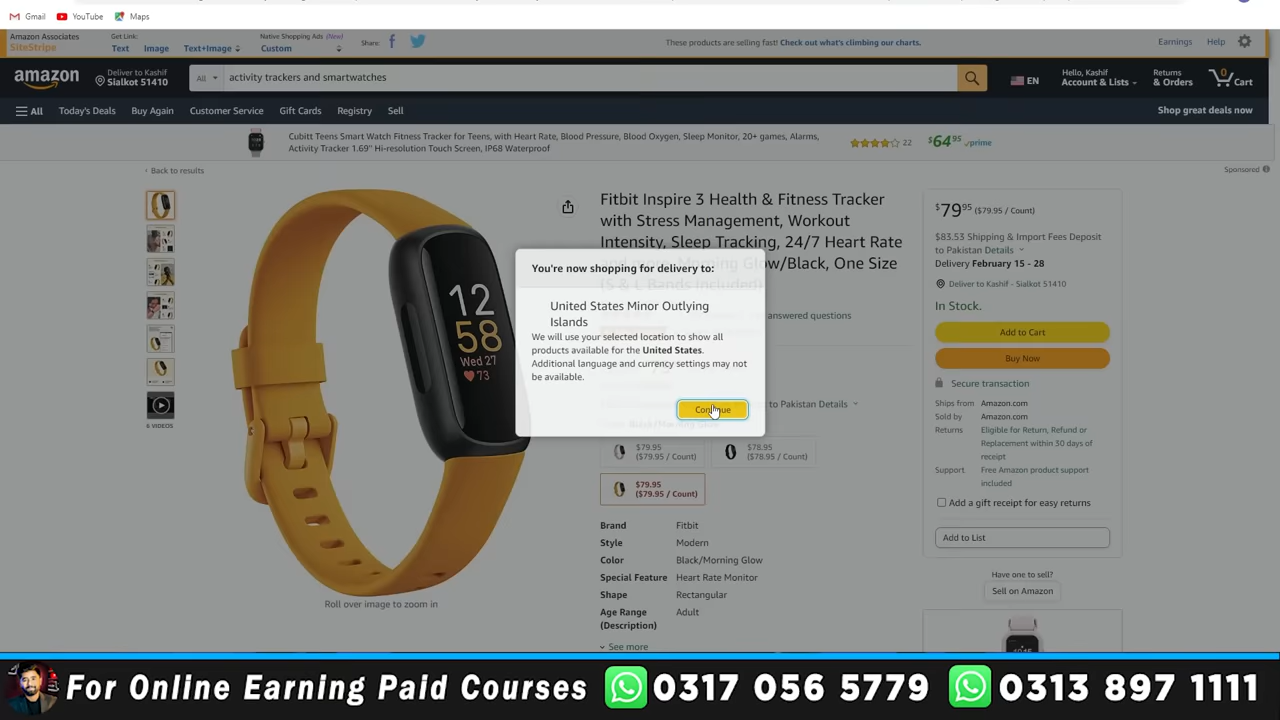 Gmail
YouTube
Maps
Amazon Associates
SiteStripe
Get Link:
Text
Image
Text+Image
Native Shopping Ads (New)
Custom
Share:
These products are selling fast! Check out what's climbing our charts.
Earnings
Help
amazon
Deliver to Kashif
Sialkot 51410
All
activity trackers and smartwatches
EN
Hello, Kashif
Account & Lists
Returns
& Orders
0
Cart
All
Today's Deals
Buy Again
Customer Service
Gift Cards
Registry
Sell
Shop great deals now
Cubitt Teens Smart Watch Fitness Tracker for Teens, with Heart Rate, Blood Pressure, Blood Oxygen, Sleep Monitor, 20+ games, Alarms,
Activity Tracker 1.69" Hi-resolution Touch Screen, IP68 Waterproof
22
$64.95
prime
‹ Back to results
Sponsored
6 VIDEOS
12
58
Wed 27
73
Roll over image to zoom in
Fitbit Inspire 3 Health & Fitness Tracker
with Stress Management, Workout
Intensity, Sleep Tracking, 24/7 Heart Rate
Morning Glow/Black, One Size
(S & L Bands Included)
answered questions
You're now shopping for delivery to:
United States Minor Outlying
Islands
We will use your selected location to show all
products available for the United States.
Additional language and currency settings may not
be available.
Continue
to Pakistan Details
$79.95
($79.95 / Count)
$78.95
($78.95 / Count)
$79.95
($79.95 / Count)
Brand Fitbit
Style Modern
Color Black/Morning Glow
Special Feature Heart Rate Monitor
Shape Rectangular
Age Range Adult
(Description)
See more
$79.95 ($79.95 / Count)
$83.53 Shipping & Import Fees Deposit
to Pakistan Details
Delivery February 15 - 28
Deliver to Kashif - Sialkot 51410
In Stock.
Add to Cart
Buy Now
Secure transaction
Ships from Amazon.com
Sold by Amazon.com
Returns Eligible for Return, Refund or
Replacement within 30 days of
receipt
Support Free Amazon product support
included
Add a gift receipt for easy returns
Add to List
Have one to sell?
Sell on Amazon
For Online Earning Paid Courses 0317 056 5779 0313 897 1111